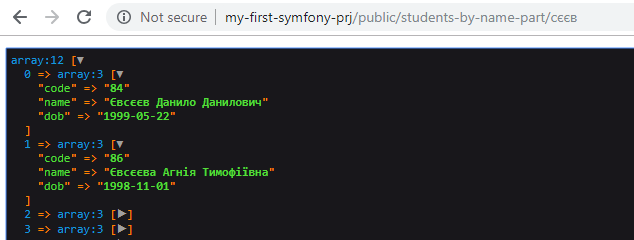 Not secure | my-first-symfony-prj/public/students-by-name-part/сєєв
array:12 [▼
0 => array:3 [▼
"code" => "84"
"name" => "Євсєєв Данило Данилович"
"dob" => "1999-05-22"
]
1 => array:3 [▼
"code" => "86"
"name" => "Євсєєва Агнія Тимофіївна"
"dob" => "1998-11-01"
]
2 => array:3 [▶]
3 => array:3 [▶]